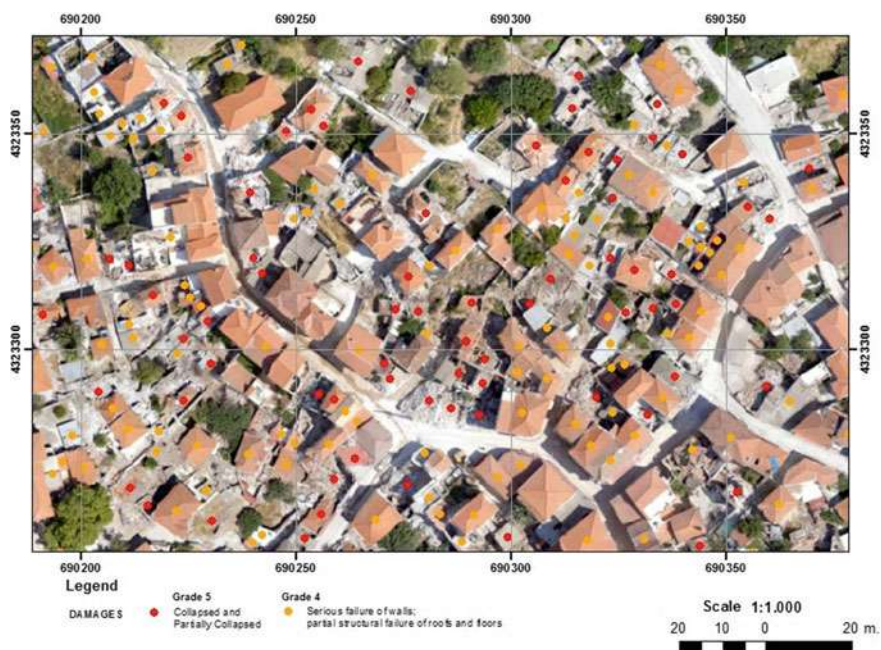 690200 690250 690300 690350
4323350 4323350
4323300 4323300
690200 690250 690300 690350
Legend
DAMAGES
Grade 5
Collapsed and
Partially Collapsed
Grade 4
Serious failure of walls;
partial structural failure of roofs and floors
Scale 1:1.000
20 10 0 20 m.